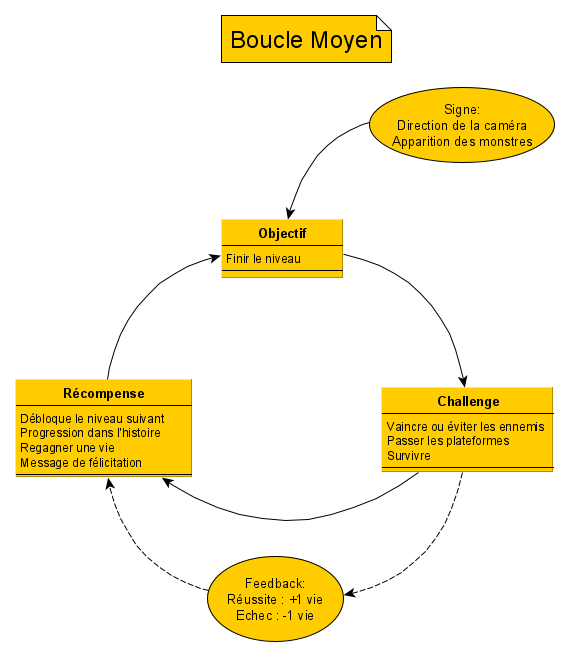 Boucle Moyen
Signe:
Direction de la caméra
Apparition des monstres
Objectif
Finir le niveau
Récompense
Débloque le niveau suivant
Progression dans l'histoire
Regagner une vie
Message de félicitation
Challenge
Vaincre ou éviter les ennemis
Passer les plateformes
Survivre
Feedback:
Réussite : +1 vie
Echec : -1 vie